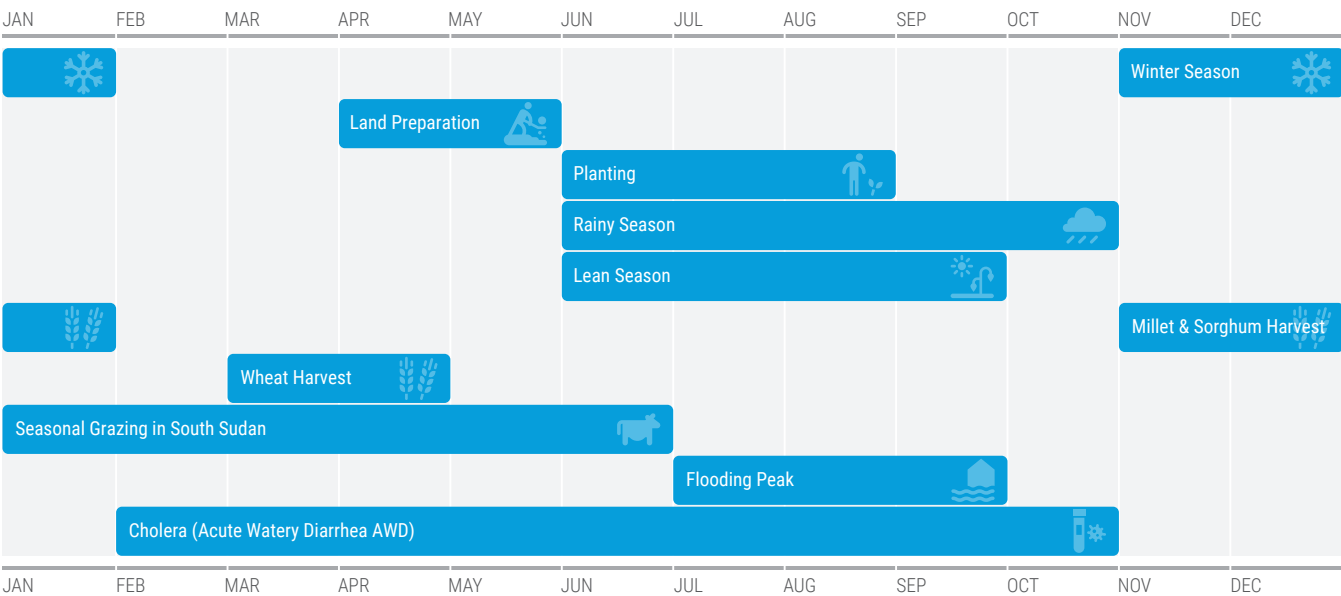 JAN FEB MAR APR MAY JUN JUL AUG SEP OCT NOV DEC
Winter Season
Land Preparation
Planting
Rainy Season
Lean Season
Millet & Sorghum Harvest
Wheat Harvest
Seasonal Grazing in South Sudan
Flooding Peak
Cholera (Acute Watery Diarrhea AWD)
JAN FEB MAR APR MAY JUN JUL AUG SEP OCT NOV DEC